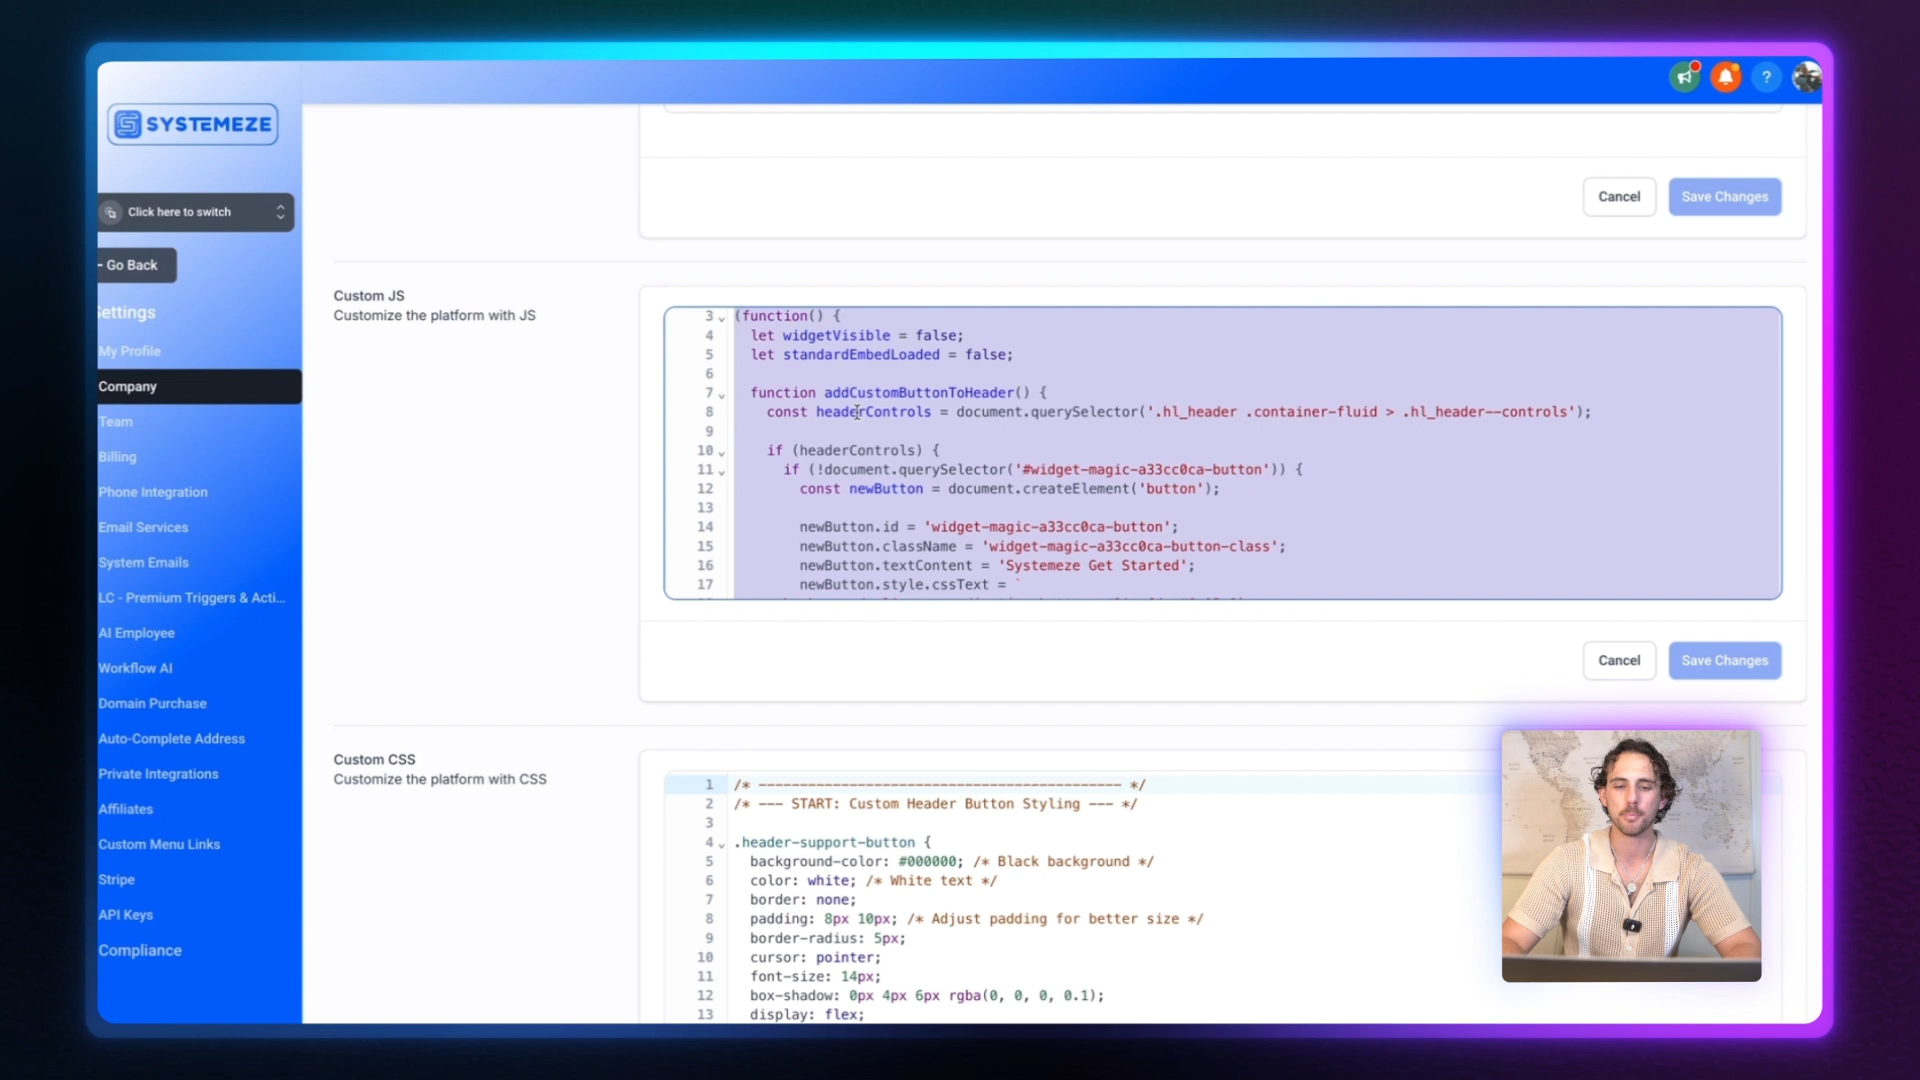 SYSTEMEZE
?
Click here to switch
Go Back
Settings
My Profile
Company
Team
Billing
Phone Integration
Email Services
System Emails
LC - Premium Triggers & Acti...
AI Employee
Workflow AI
Domain Purchase
Auto-Complete Address
Private Integrations
Affiliates
Custom Menu Links
Stripe
API Keys
Compliance
Cancel
Save Changes
Custom JS
Customize the platform with JS
3 (function() {
4 let widgetVisible = false;
5 let standardEmbedLoaded = false;
6
7 function addCustomButtonToHeader() {
8 const headerControls = document.querySelector('.hl_header .container-fluid > .hl_header--controls');
9
10 if (headerControls) {
11 if (!document.querySelector('#widget-magic-a33cc0ca-button')) {
12 const newButton = document.createElement('button');
13
14 newButton.id = 'widget-magic-a33cc0ca-button';
15 newButton.className = 'widget-magic-a33cc0ca-button-class';
16 newButton.textContent = 'Systemeze Get Started';
17 newButton.style.cssText = `
Cancel
Save Changes
Custom CSS
Customize the platform with CSS
1 /* -------------------------------------------- */
2 /* --- START: Custom Header Button Styling --- */
3
4 .header-support-button {
5 background-color: #000000; /* Black background */
6 color: white; /* White text */
7 border: none;
8 padding: 8px 10px; /* Adjust padding for better size */
9 border-radius: 5px;
10 cursor: pointer;
11 font-size: 14px;
12 box-shadow: 0px 4px 6px rgba(0, 0, 0, 0.1);
13 display: flex;